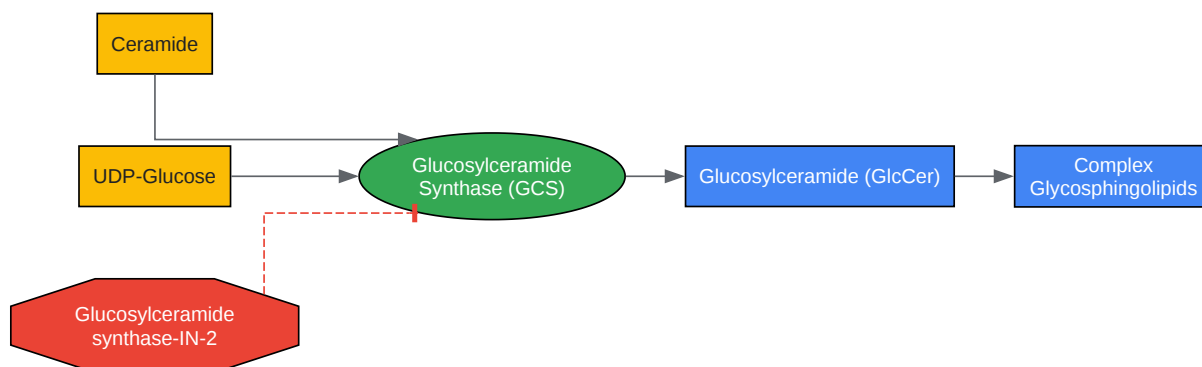 Ceramide
UDP-Glucose
Glucosylceramide
Synthase (GCS)
Glucosylceramide (GlcCer)
Complex
Glycosphingolipids
Glucosylceramide
synthase-IN-2